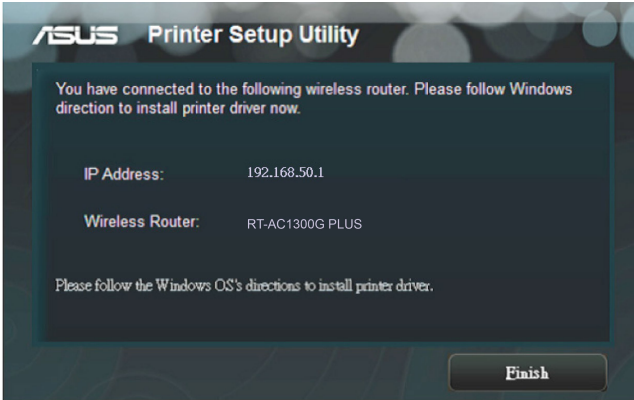 ASUS Printer Setup Utility
You have connected to the following wireless router. Please follow Windows
direction to install printer driver now.
IP Address: 192.168.50.1
Wireless Router: RT-AC1300G PLUS
Please follow the Windows OS's directions to install printer driver.
Finish